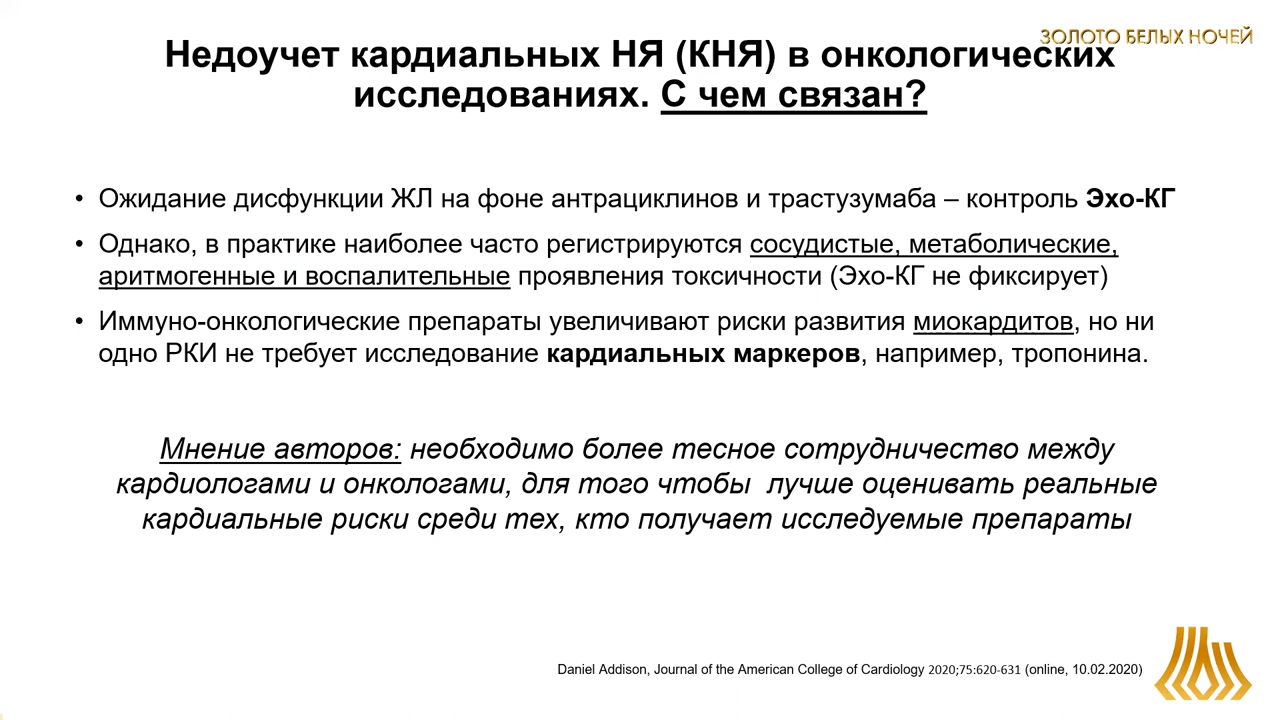 ЗОЛОТО БЕЛЫХ НОЧЕЙ
Недоучет кардиальных НЯ (КНЯ) в онкологических
исследованиях. С чем связан?
• Ожидание дисфункции ЖЛ на фоне антрациклинов и трастузумаба – контроль Эхо-КГ
• Однако, в практике наиболее часто регистрируются сосудистые, метаболические,
аритмогенные и воспалительные проявления токсичности (Эхо-КГ не фиксирует)
• Иммуно-онкологические препараты увеличивают риски развития миокардитов, но ни
одно РКИ не требует исследование кардиальных маркеров, например, тропонина.
Мнение авторов: необходимо более тесное сотрудничество между
кардиологами и онкологами, для того чтобы лучше оценивать реальные
кардиальные риски среди тех, кто получает исследуемые препараты
Daniel Addison, Journal of the American College of Cardiology 2020;75:620-631 (online, 10.02.2020)